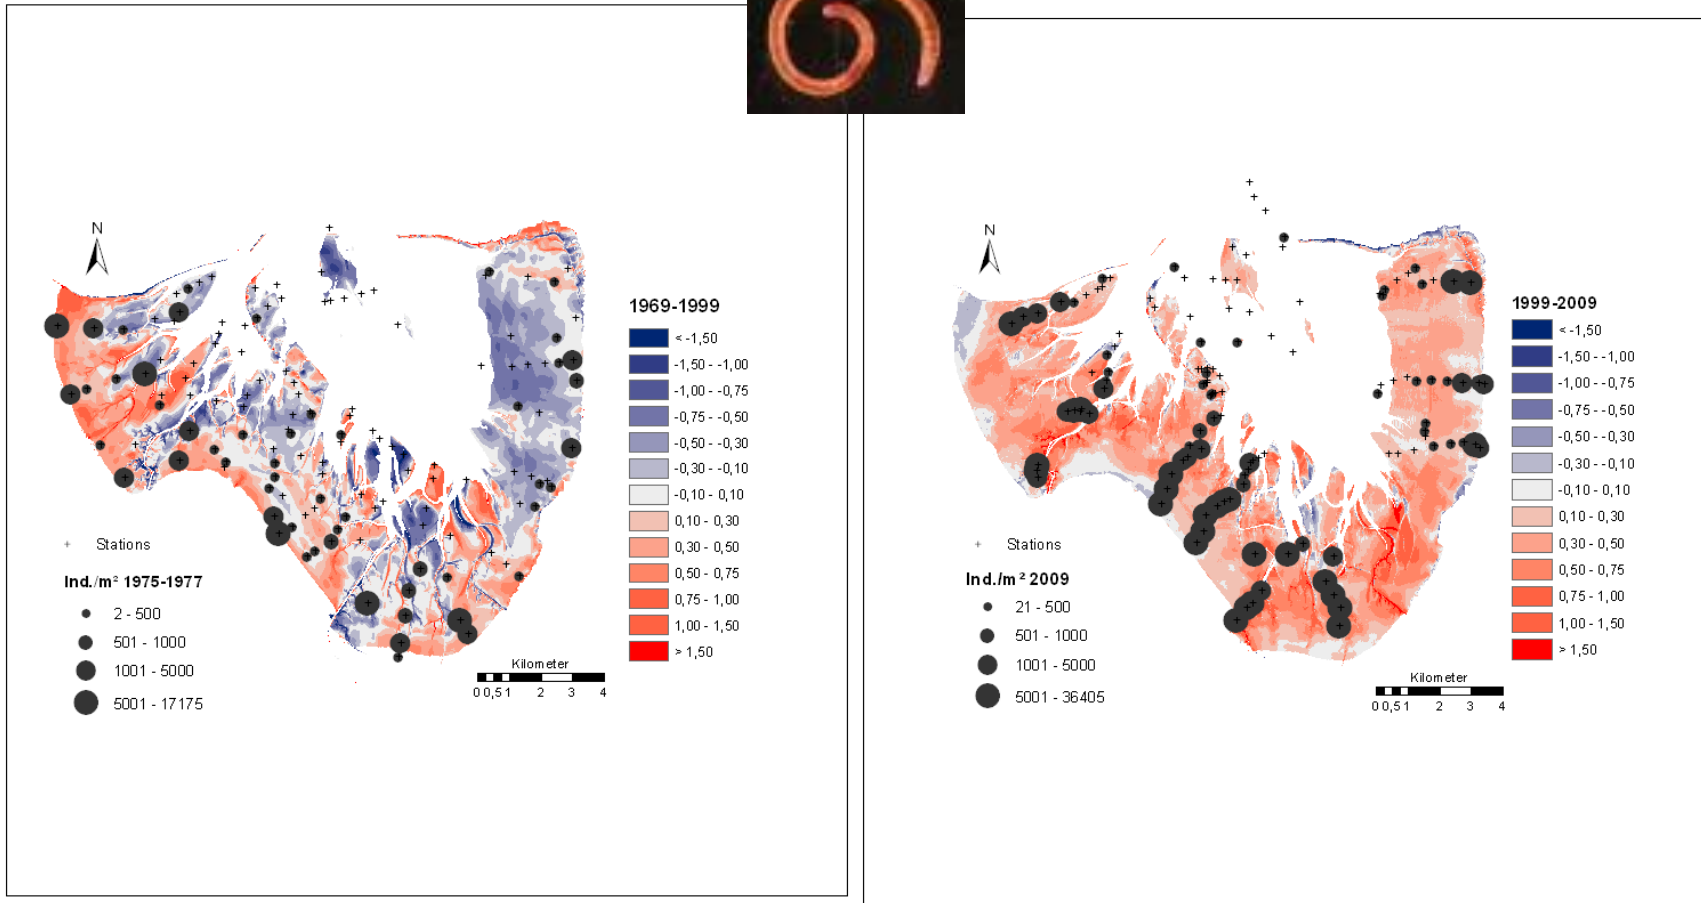 N
1969-1999
< -1,50
-1,50 - -1,00
-1,00 - -0,75
-0,75 - -0,50
-0,50 - -0,30
-0,30 - -0,10
-0,10 - 0,10
0,10 - 0,30
0,30 - 0,50
0,50 - 0,75
0,75 - 1,00
1,00 - 1,50
> 1,50
Stations
Ind./m² 1975-1977
2 - 500
501 - 1000
1001 - 5000
5001 - 17175
Kilometer
0 0,5 1 2 3 4
N
1999-2009
< -1,50
-1,50 - -1,00
-1,00 - -0,75
-0,75 - -0,50
-0,50 - -0,30
-0,30 - -0,10
-0,10 - 0,10
0,10 - 0,30
0,30 - 0,50
0,50 - 0,75
0,75 - 1,00
1,00 - 1,50
> 1,50
Stations
Ind./m² 2009
21 - 500
501 - 1000
1001 - 5000
5001 - 36405
Kilometer
0 0,5 1 2 3 4